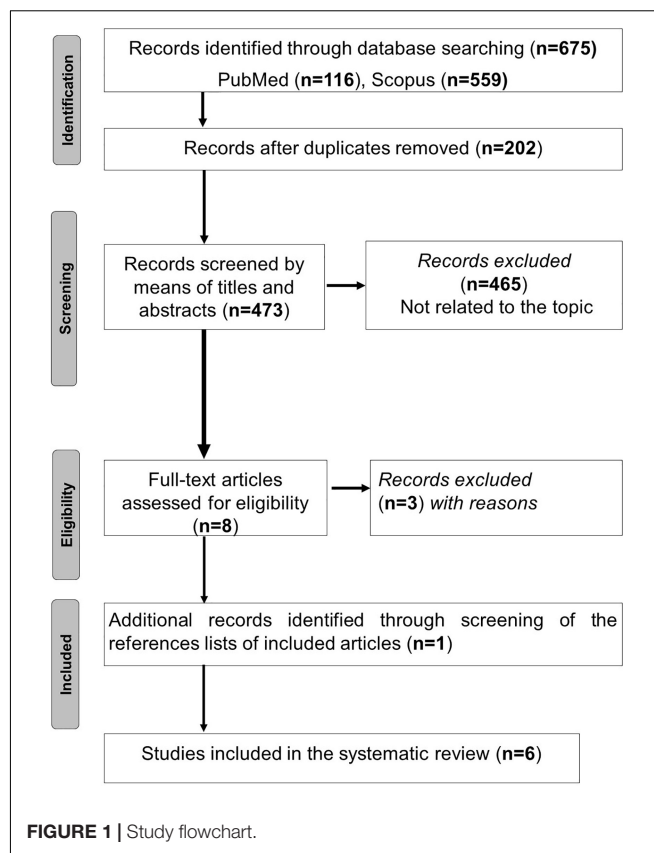 Identification
Records identified through database searching (n=675)
PubMed (n=116), Scopus (n=559)
Records after duplicates removed (n=202)
Screening
Records screened by
means of titles and
abstracts (n=473)
Records excluded
(n=465)
Not related to the topic
Eligibility
Full-text articles
assessed for eligibility
(n=8)
Records excluded
(n=3) with reasons
Included
Additional records identified through screening of the
references lists of included articles (n=1)
Studies included in the systematic review (n=6)
FIGURE 1 | Study flowchart.